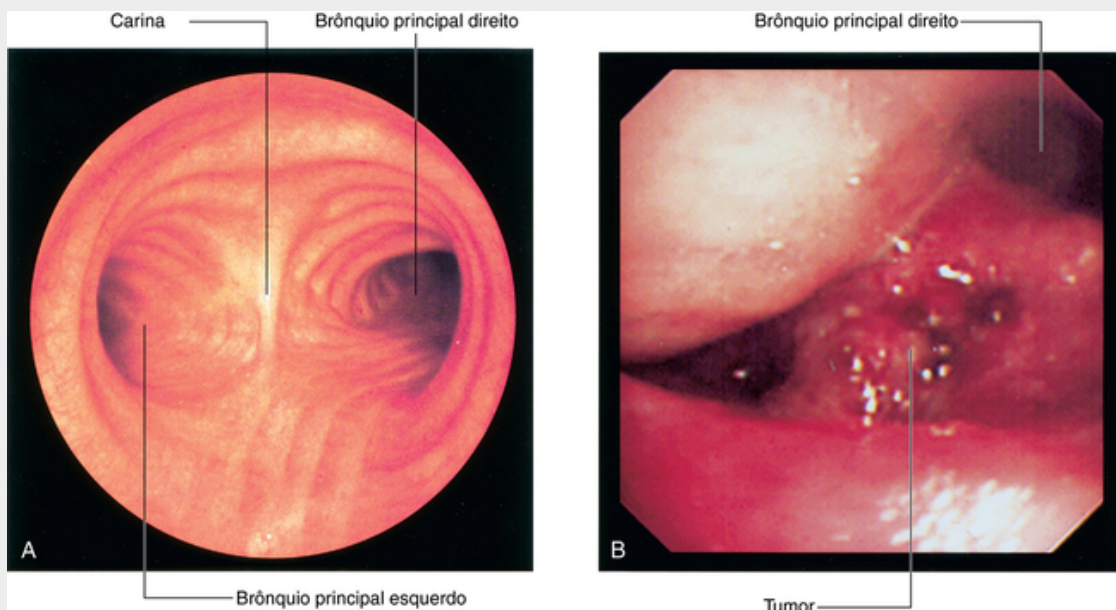 Carina
Brônquio principal direito
Brônquio principal direito
A
B
Brônquio principal esquerdo
Tumor